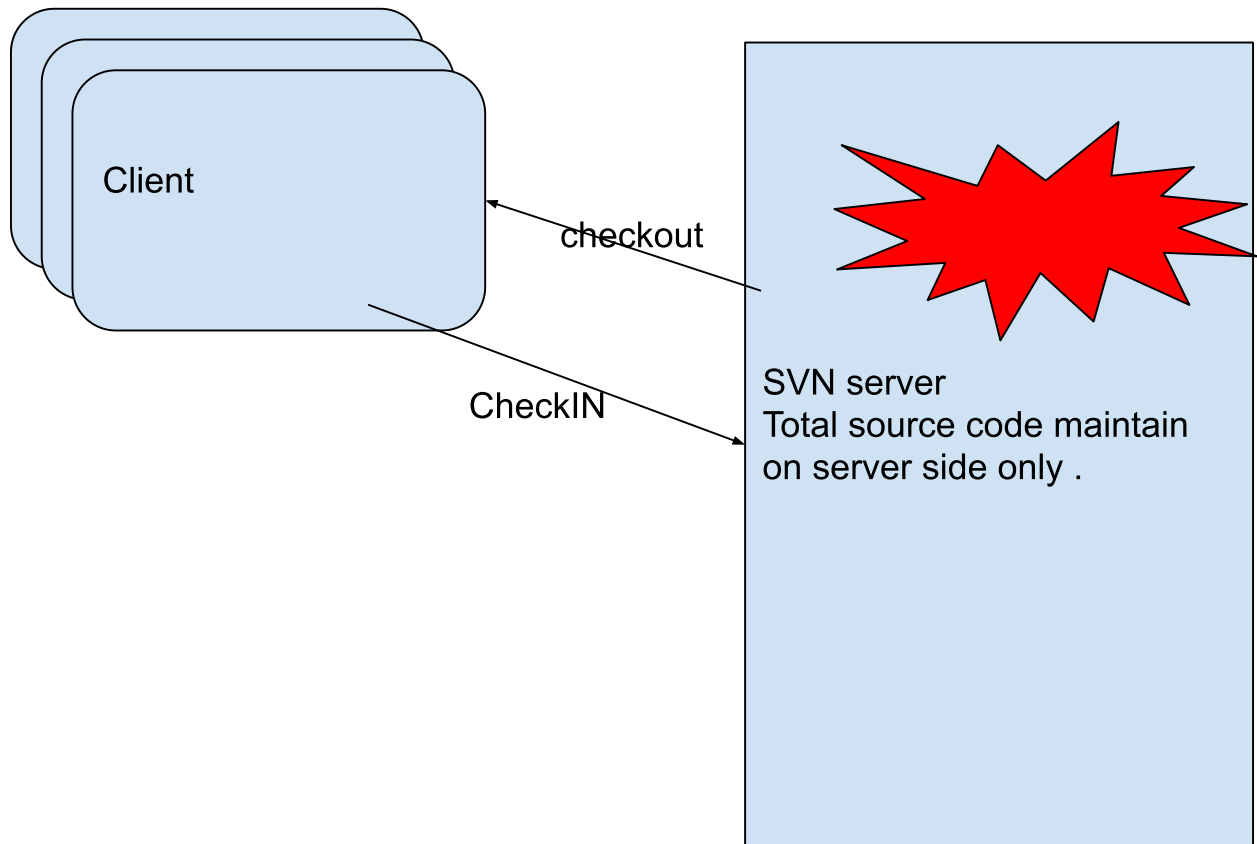 Client
checkout
CheckIN
SVN server
Total source code maintain
on server side only .